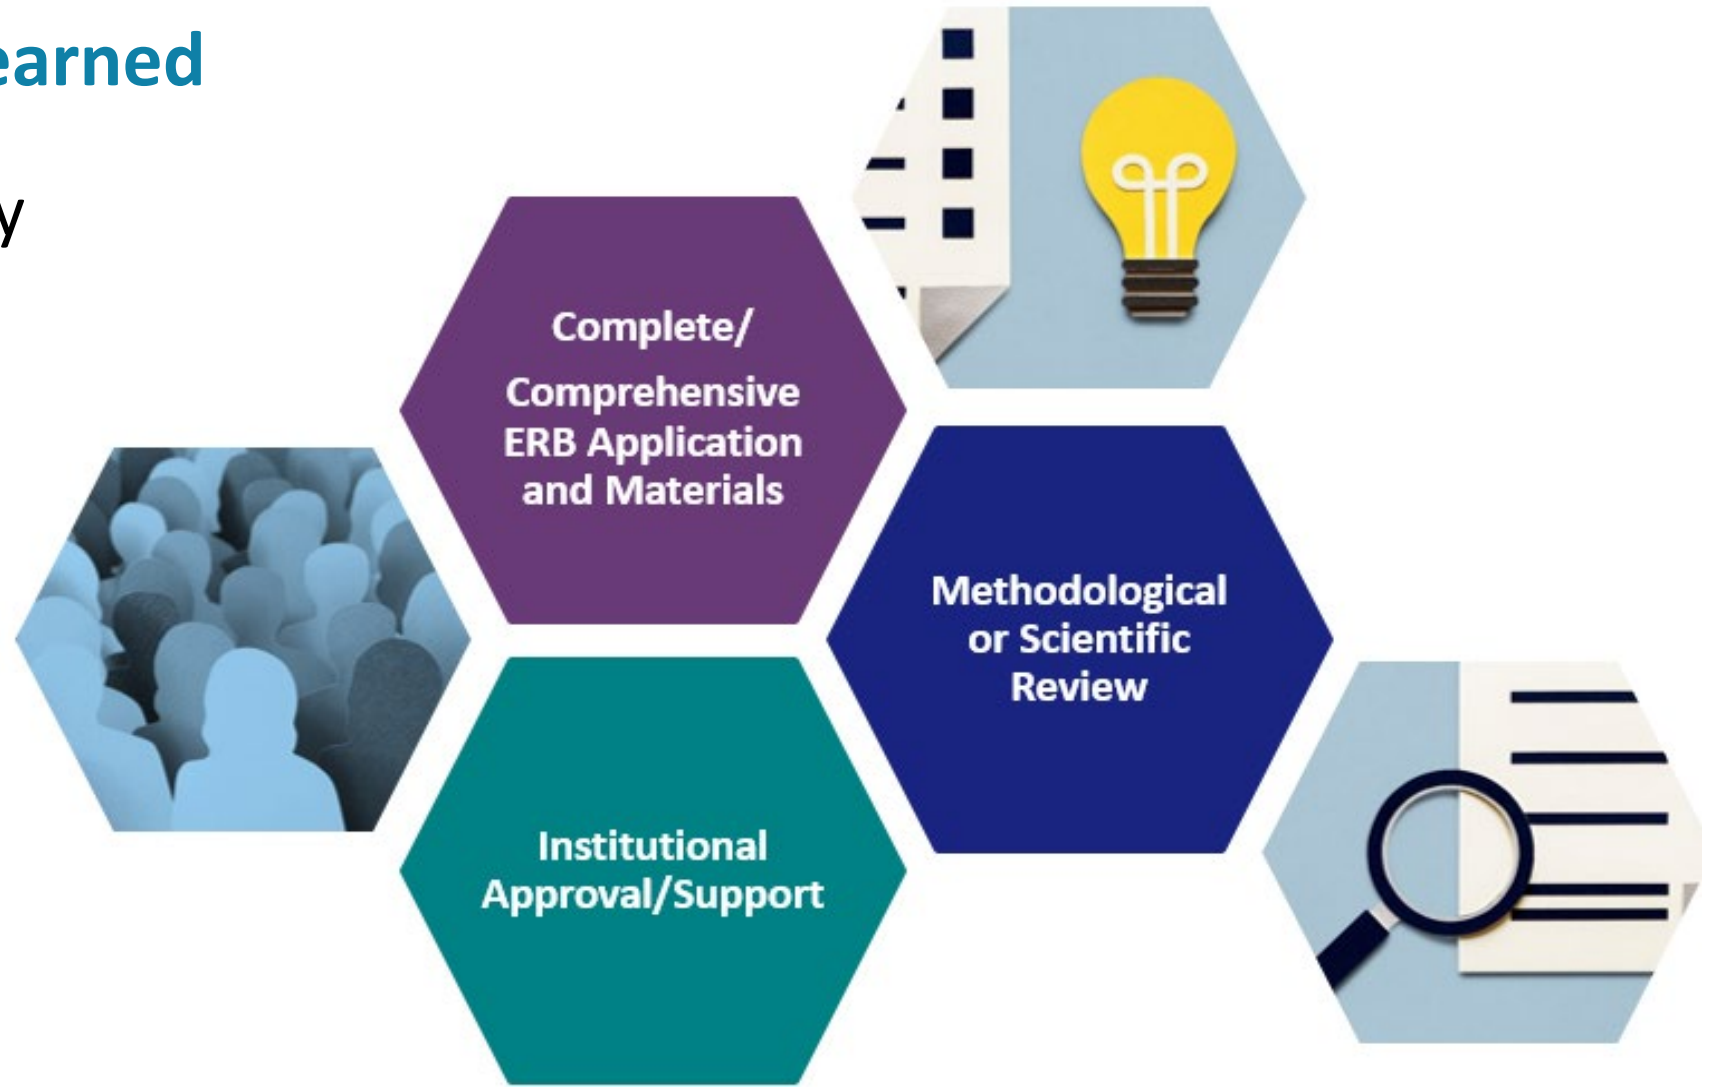 earned
y
Complete/
Comprehensive
ERB Application
and Materials
Methodological
or Scientific
Review
Institutional
Approval/Support